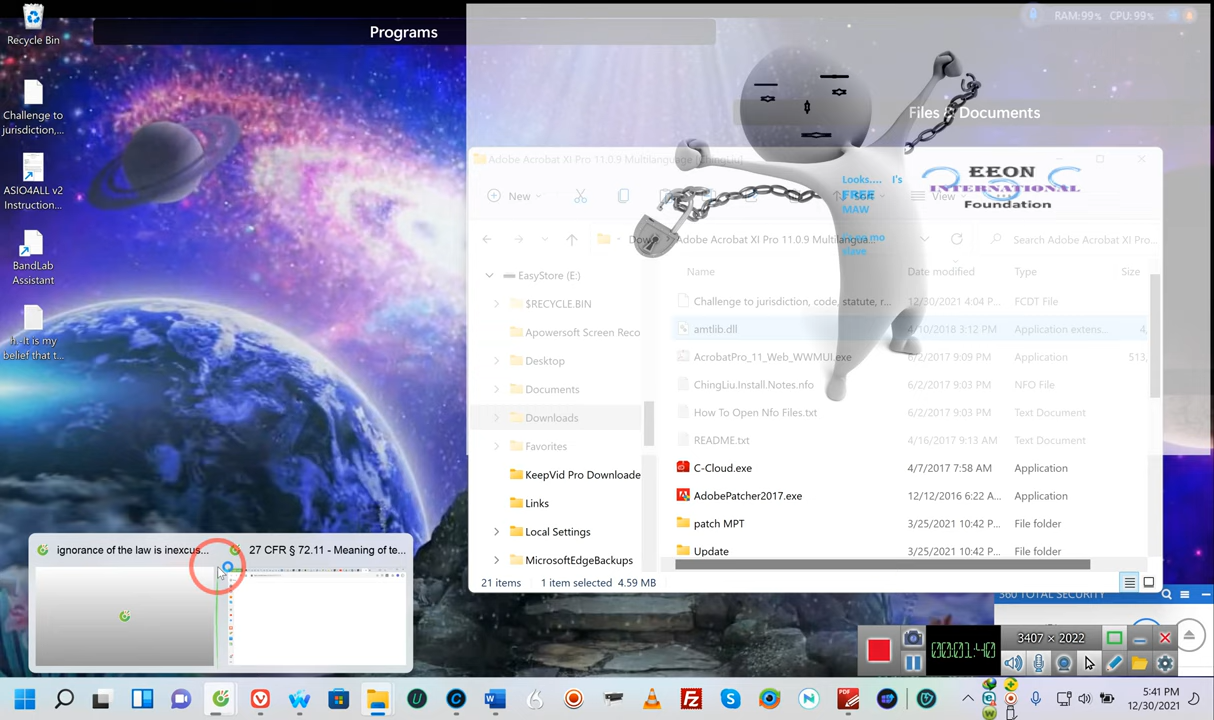 Recycle Bin
Challenge to
jurisdiction,...
ASIO4ALL v2
Instruction...
BandLab
Assistant
h.-It is my
belief that t...
Programs
RAM:99% CPU:99%
Files & Documents
Adobe Acrobat XI Pro 11.0.9 Multilanguage [ChingLiu]
EEON
INTERNATIONAL
Foundation
Looks.... I's
FREE
MAW
mo
slave
New
Sort
View
Adobe Acrobat XI Pro 11.0.9 Multilingua...
Search Adobe Acrobat XI Pro...
EasyStore (E:)
$RECYCLE.BIN
Apowersoft Screen Reco
Desktop
Documents
Downloads
Favorites
KeepVid Pro Downloade
Links
Local Settings
MicrosoftEdgeBackups
Name Date modified Type Size
Challenge to jurisdiction, code, statute, r... 12/30/2021 4:04 P... FCDT File
amtlib.dll 4/10/2018 3:12 PM Application extens... 4,
AcrobatPro_11_Web_WWMUI.exe 6/2/2017 9:09 PM Application 513,
ChingLiu.Install.Notes.nfo 6/2/2017 9:03 PM NFO File
How To Open Nfo Files.txt 6/2/2017 9:03 PM Text Document
README.txt 4/16/2017 9:13 AM Text Document
C-Cloud.exe 4/7/2017 7:58 AM Application
AdobePatcher2017.exe 12/12/2016 6:22 A... Application
patch MPT 3/25/2021 10:42 P... File folder
Update 3/25/2021 10:42 P... File folder
21 items 1 item selected 4.59 MB
ignorance of the law is inexcus...
27 CFR § 72.11 - Meaning of te...
360 TOTAL SECURITY
00:01:40
3407 × 2022
5:41 PM
12/30/2021